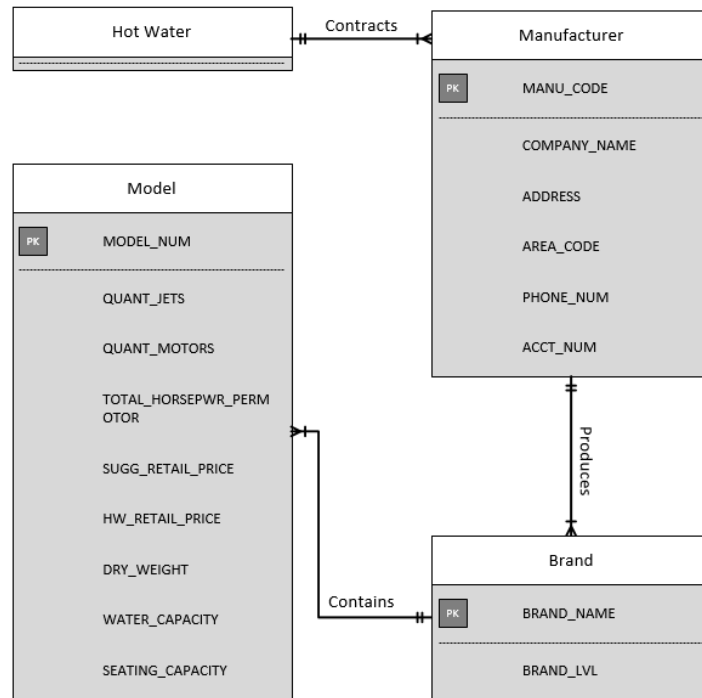 Hot Water
Contracts
Manufacturer
PK
MANU_CODE
COMPANY_NAME
ADDRESS
AREA_CODE
PHONE_NUM
ACCT_NUM
Model
PK
MODEL_NUM
QUANT_JETS
QUANT_MOTORS
TOTAL_HORSEPWR_PERM
OTOR
SUGG_RETAIL_PRICE
HW_RETAIL_PRICE
DRY_WEIGHT
WATER_CAPACITY
SEATING_CAPACITY
Produces
Contains
Brand
PK
BRAND_NAME
BRAND_LVL